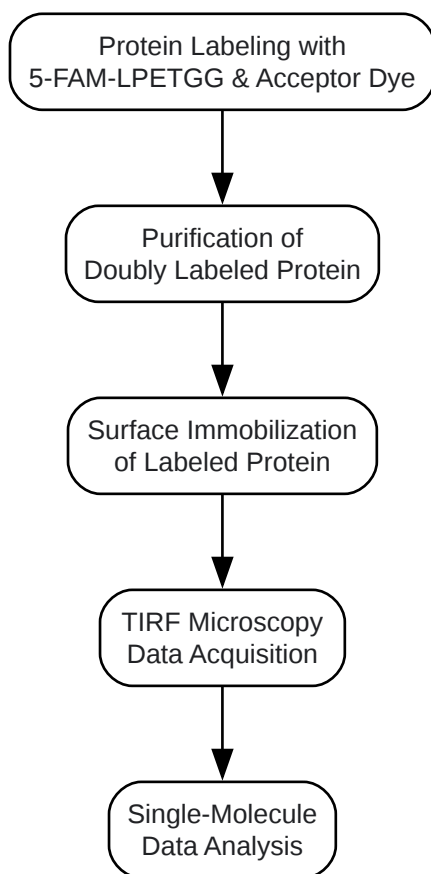 Protein Labeling with
5-FAM-LPETGG & Acceptor Dye
Purification of
Doubly Labeled Protein
Surface Immobilization
of Labeled Protein
TIRF Microscopy
Data Acquisition
Single-Molecule
Data Analysis